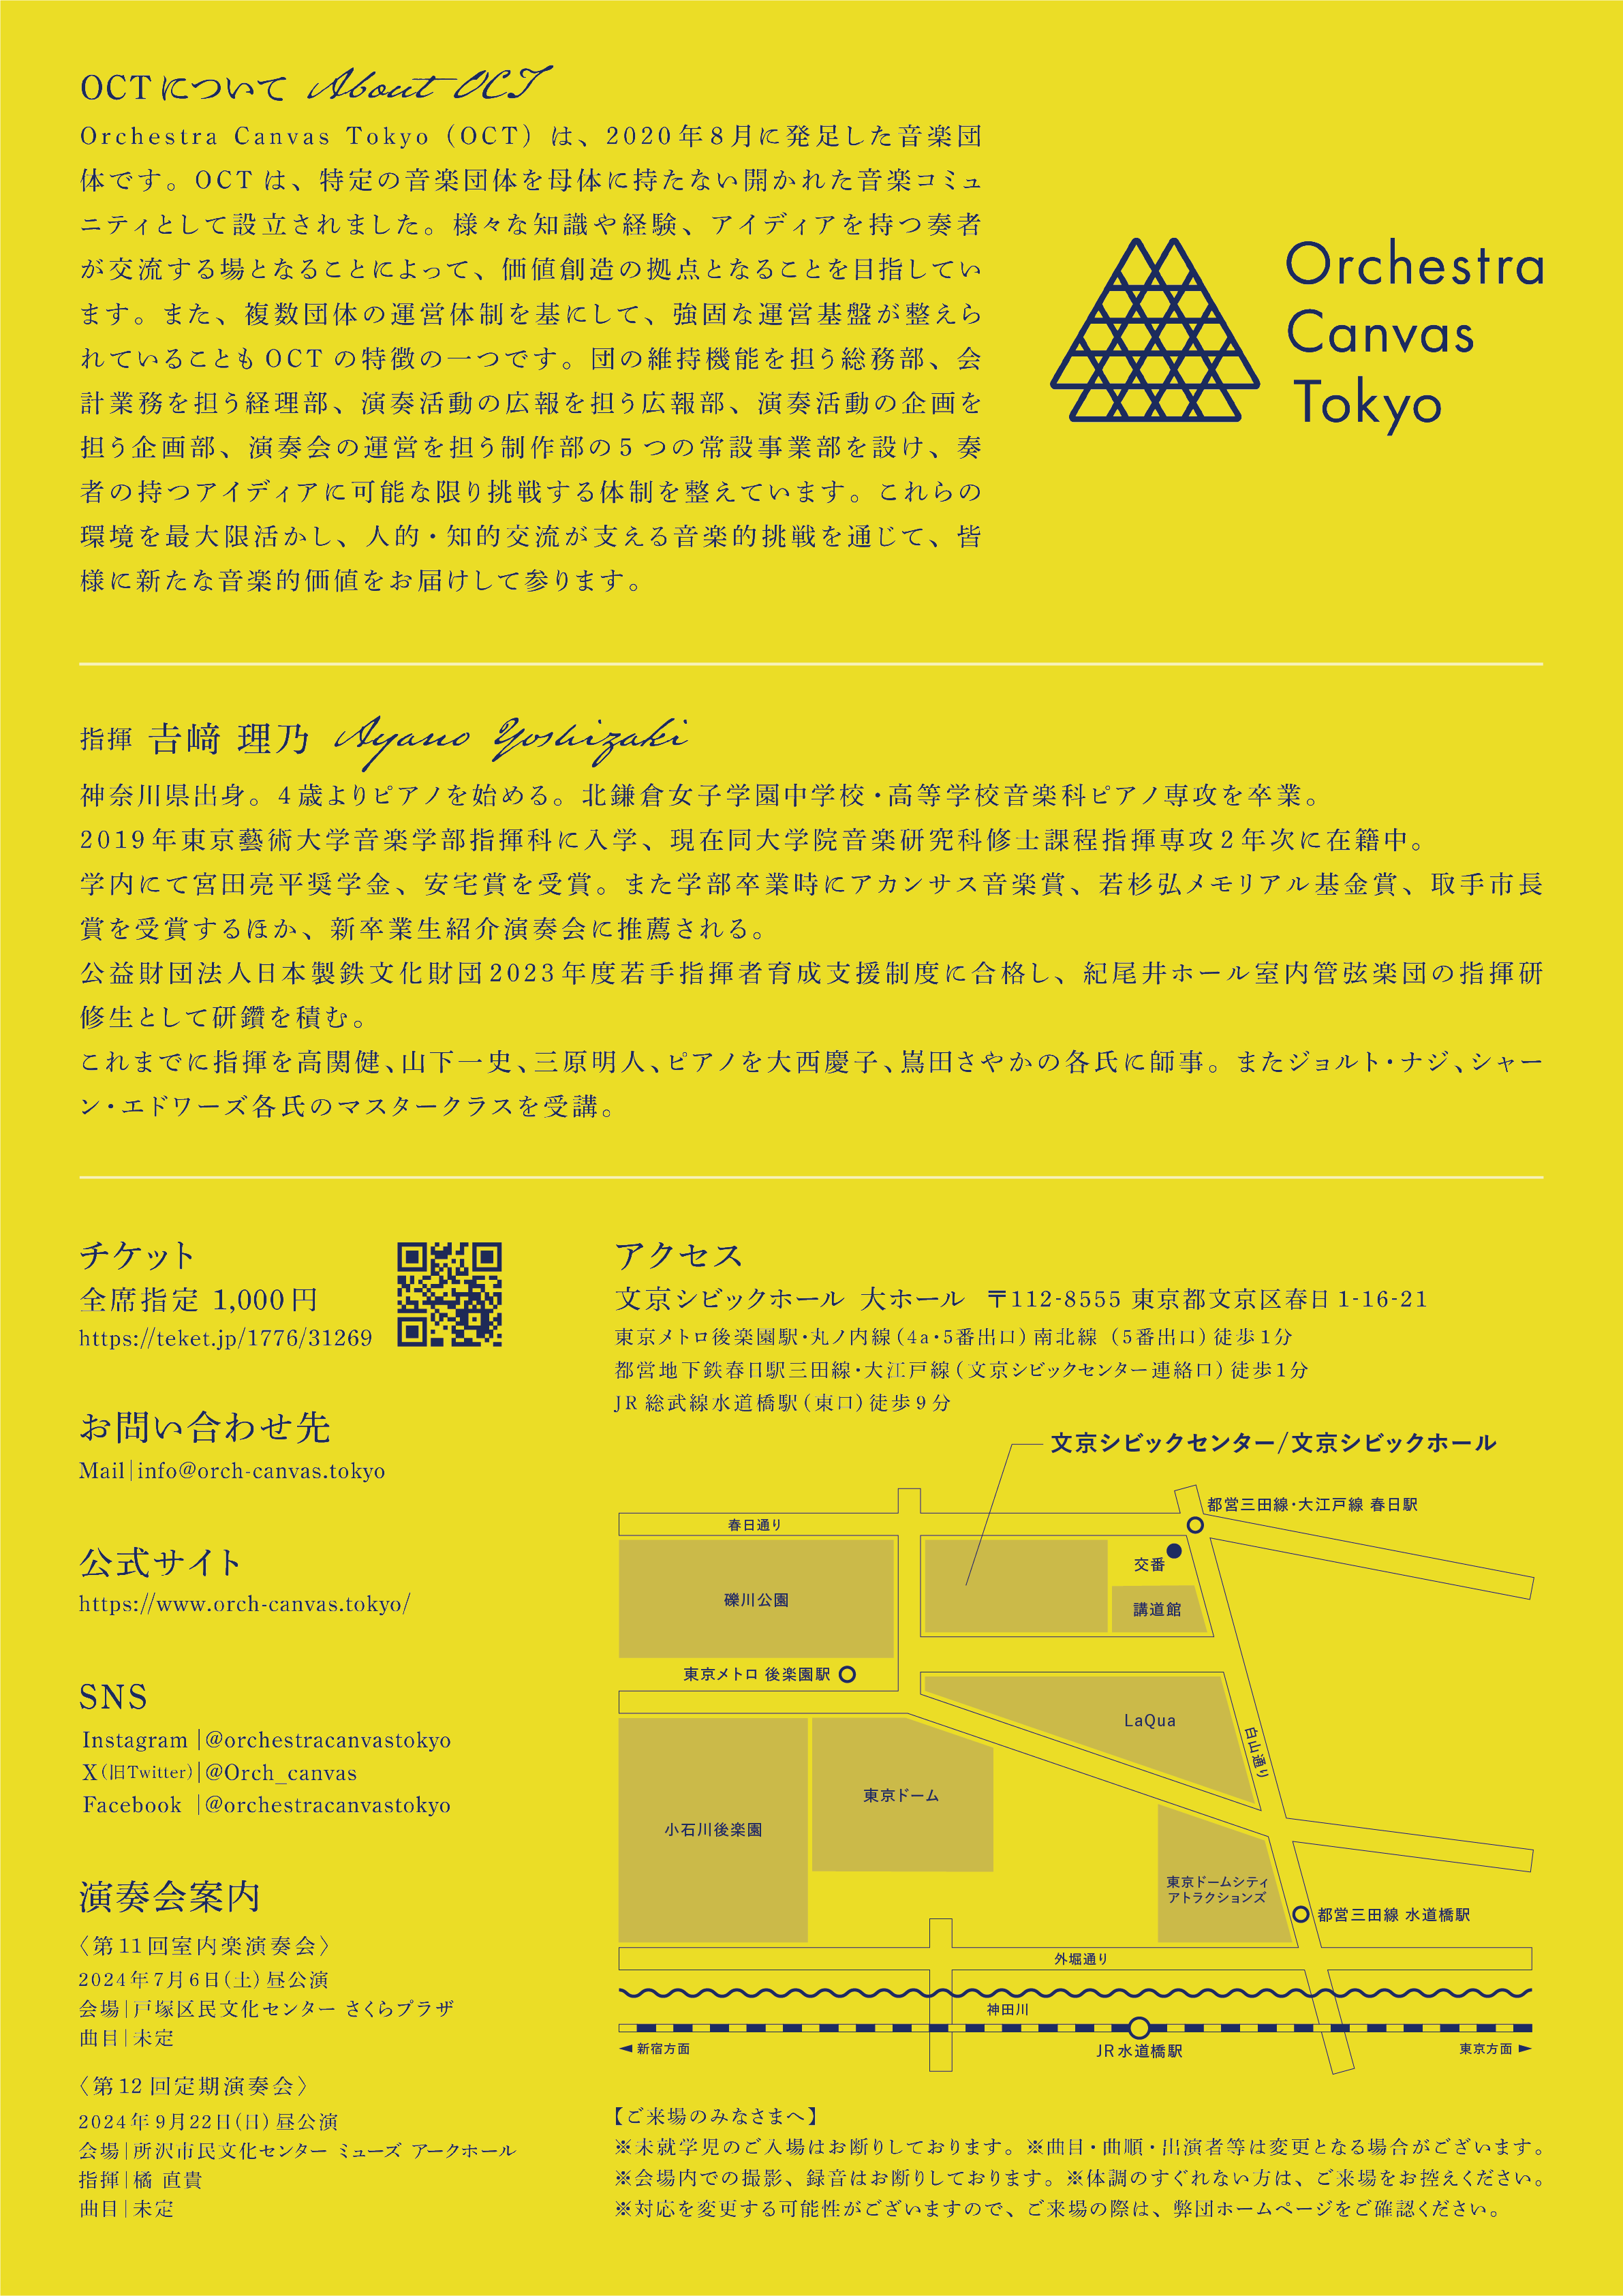 OCTについて About OCT
Orchestra Canvas Tokyo（OCT）は、2020年8月に発足した音楽団
体です。OCTは、特定の音楽団体を母体に持たない開かれた音楽コミュ
ニティとして設立されました。様々な知識や経験、アイディアを持つ奏者
が交流する場となることによって、価値創造の拠点となることを目指してい
ます。また、複数団体の運営体制を基にして、強固な運営基盤が整えら
れていることもOCTの特徴の一つです。団の維持機能を担う総務部、会
計業務を担う経理部、演奏活動の広報を担う広報部、演奏活動の企画を
担う企画部、演奏会の運営を担う制作部の5つの常設事業部を設け、奏
者の持つアイディアに可能な限り挑戦する体制を整えています。これらの
環境を最大限活かし、人的・知的交流が支える音楽的挑戦を通じて、皆
様に新たな音楽的価値をお届けして参ります。
Orchestra
Canvas
Tokyo
指揮 𠮷﨑 理乃 Ayano Yoshizaki
神奈川県出身。4歳よりピアノを始める。北鎌倉女子学園中学校・高等学校音楽科ピアノ専攻を卒業。
2019年東京藝術大学音楽学部指揮科に入学、現在同大学院音楽研究科修士課程指揮専攻2年次に在籍中。
学内にて宮田亮平奨学金、安宅賞を受賞。また学部卒業時にアカンサス音楽賞、若杉弘メモリアル基金賞、取手市長
賞を受賞するほか、新卒業生紹介演奏会に推薦される。
公益財団法人日本製鉄文化財団2023年度若手指揮者育成支援制度に合格し、紀尾井ホール室内管弦楽団の指揮研
修生として研鑽を積む。
これまでに指揮を高関健、山下一史、三原明人、ピアノを大西慶子、嶌田さやかの各氏に師事。またジョルト・ナジ、シャー
ン・エドワーズ各氏のマスタークラスを受講。
チケット
全席指定 1,000円
https://teket.jp/1776/31269
お問い合わせ先
Mail|info@orch-canvas.tokyo
公式サイト
https://www.orch-canvas.tokyo/
SNS
Instagram |@orchestracanvastokyo
X（旧Twitter）|@Orch_canvas
Facebook |@orchestracanvastokyo
演奏会案内
〈第11回室内楽演奏会〉
2024年7月6日（土）昼公演
会場|戸塚区民文化センター さくらプラザ
曲目|未定
〈第12回定期演奏会〉
2024年9月22日（日）昼公演
会場|所沢市民文化センター ミューズ アークホール
指揮|橘 直貴
曲目|未定
アクセス
文京シビックホール 大ホール 〒112-8555 東京都文京区春日1-16-21
東京メトロ後楽園駅・丸ノ内線（4a・5番出口）南北線（5番出口）徒歩1分
都営地下鉄春日駅三田線・大江戸線（文京シビックセンター連絡口）徒歩1分
JR総武線水道橋駅（東口）徒歩9分
文京シビックセンター/文京シビックホール
都営三田線・大江戸線 春日駅
春日通り
交番
礫川公園
講道館
東京メトロ 後楽園駅
LaQua
白山通り
東京ドーム
小石川後楽園
東京ドームシティ
アトラクションズ
都営三田線 水道橋駅
外堀通り
神田川
◀新宿方面
JR水道橋駅
東京方面▶
【ご来場のみなさまへ】
※未就学児のご入場はお断りしております。※曲目・曲順・出演者等は変更となる場合がございます。
※会場内での撮影、録音はお断りしております。※体調のすぐれない方は、ご来場をお控えください。
※対応を変更する可能性がございますので、ご来場の際は、弊団ホームページをご確認ください。